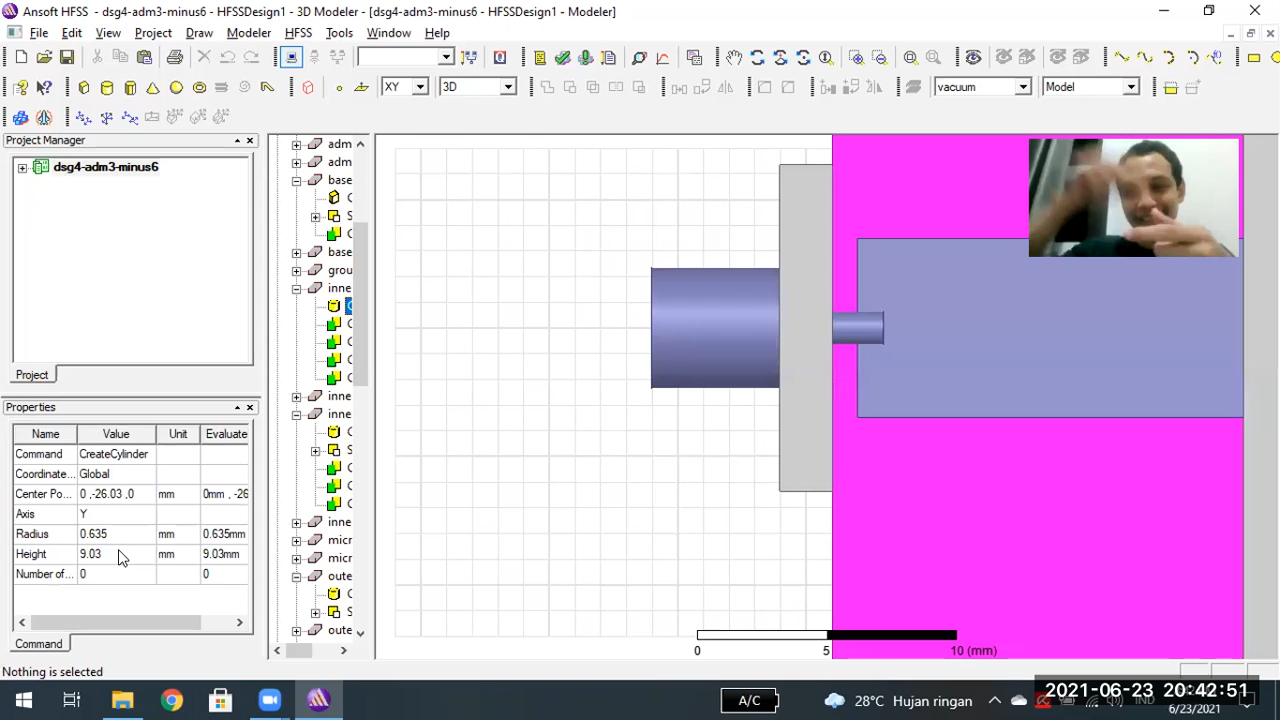 Ansoft HFSS - dsg4-adm3-minus6 - HFSSDesign1 - 3D Modeler - [dsg4-adm3-minus6 - HFSSDesign1 - Modeler]
File Edit View Project Draw Modeler HFSS Tools Window Help
XY 3D vacuum Model
Project Manager
dsg4-adm3-minus6
Project
Properties
Name Value Unit Evaluate
Command CreateCylinder
Coordinate... Global
Center Po... 0 ,-26.03 ,0 mm 0mm , -26
Axis Y
Radius 0.635 mm 0.635mm
Height 9.03 mm 9.03mm
Number of... 0 0
Command
adm
adm
base
C
S
C
base
grou
inne
C
C
C
C
inne
inne
C
S
C
C
C
inne
micr
micr
oute
C
S
oute
0 5 10 (mm)
Nothing is selected
A/C
28°C Hujan ringan
IND
2021-06-23 20:42:51
6/23/2021